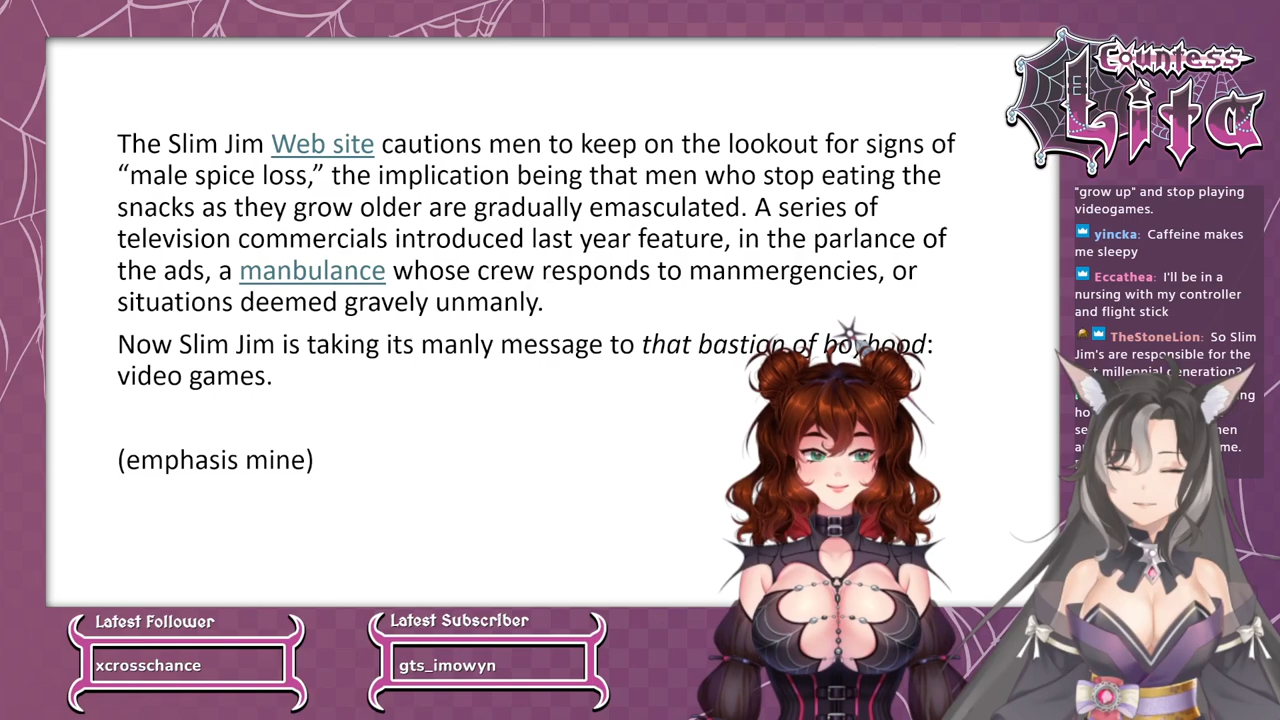 The Slim Jim Web site cautions men to keep on the lookout for signs of
“male spice loss,” the implication being that men who stop eating the
snacks as they grow older are gradually emasculated. A series of
television commercials introduced last year feature, in the parlance of
the ads, a manbulance whose crew responds to manmergencies, or
situations deemed gravely unmanly.
Now Slim Jim is taking its manly message to that bastion of boyhood:
video games.
(emphasis mine)
Countess
Lita
"grow up" and stop playing
videogames.
yincka: Caffeine makes
me sleepy
Eccathea: I'll be in a
nursing with my controller
and flight stick
TheStoneLion: So Slim
Jim's are responsible for the
millennial generation?
Latest Follower
xcrosschance
Latest Subscriber
gts_imowyn